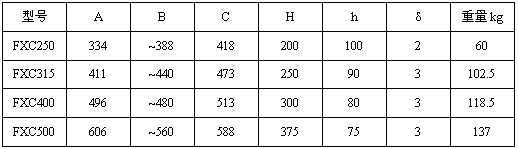 型号 A B C H h δ 重量kg
FXC250 334 ~388 418 200 100 2 60
FXC315 411 ~440 473 250 90 3 102.5
FXC400 496 ~480 513 300 80 3 118.5
FXC500 606 ~560 588 375 75 3 137